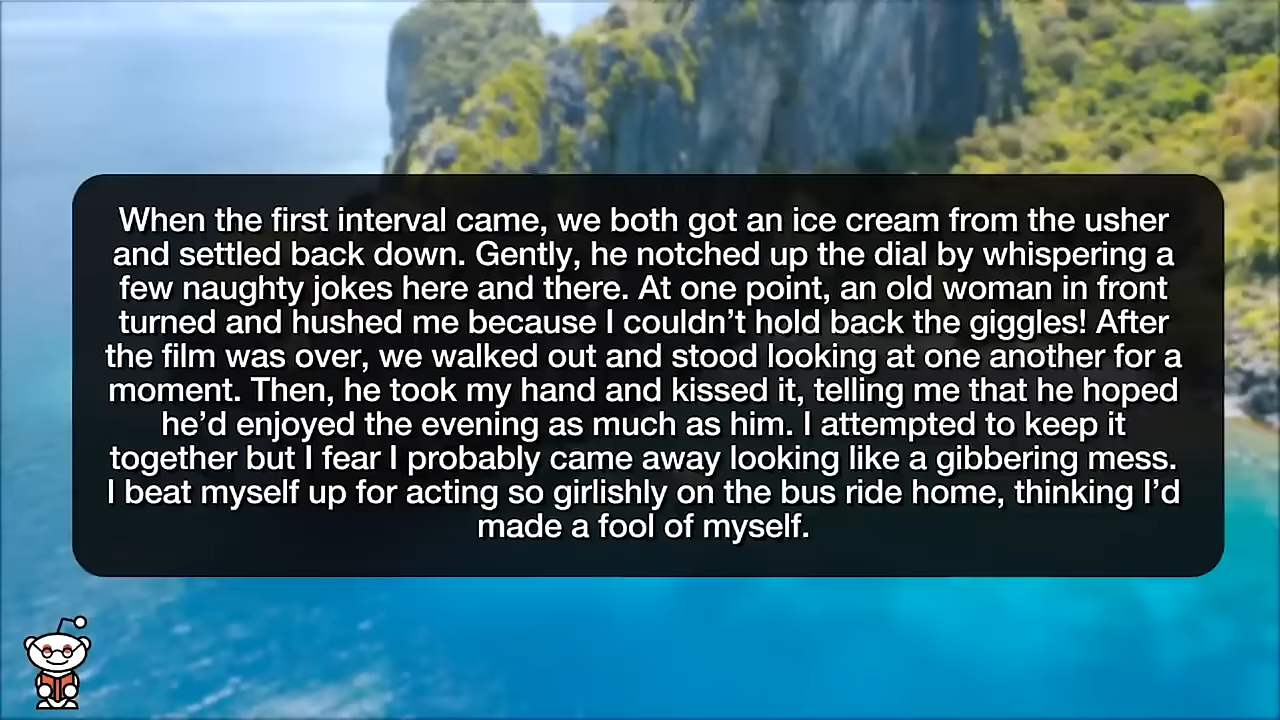 When the first interval came, we both got an ice cream from the usher
and settled back down. Gently, he notched up the dial by whispering a
few naughty jokes here and there. At one point, an old woman in front
turned and hushed me because I couldn’t hold back the giggles! After
the film was over, we walked out and stood looking at one another for a
moment. Then, he took my hand and kissed it, telling me that he hoped
he’d enjoyed the evening as much as him. I attempted to keep it
together but I fear I probably came away looking like a gibbering mess.
I beat myself up for acting so girlishly on the bus ride home, thinking I’d
made a fool of myself.